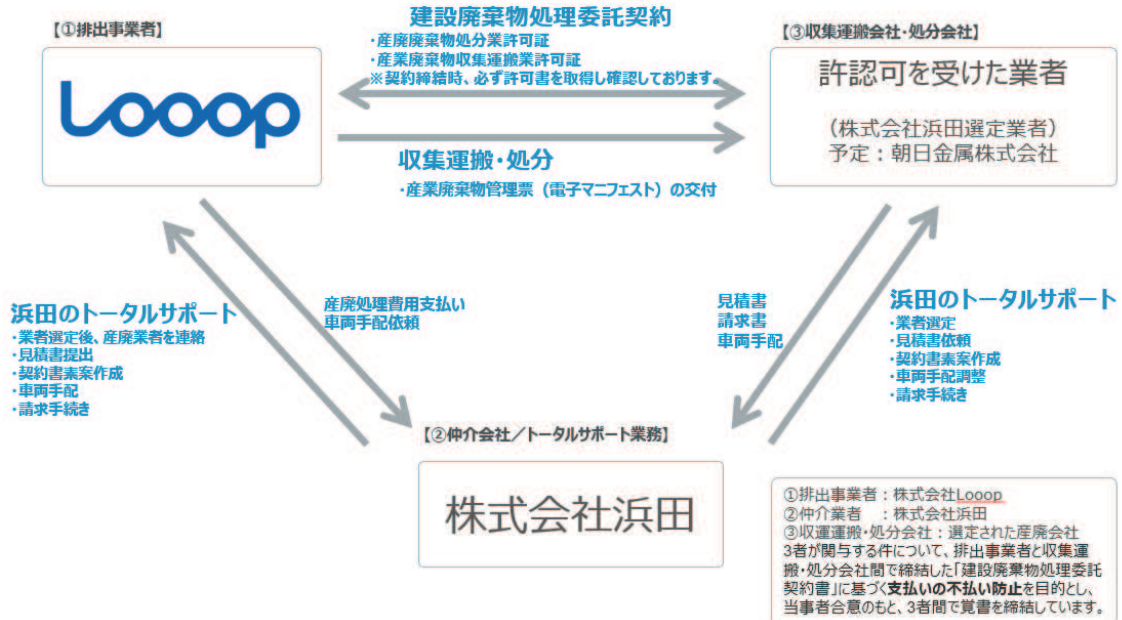 【①排出事業者】
Looop
建設廃棄物処理委託契約
・産廃廃棄物処分業許可証
・産業廃棄物収集運搬業許可証
※契約締結時、必ず許可書を取得し確認しております。
【③収集運搬会社・処分会社】
許認可を受けた業者
(株式会社浜田選定業者)
予定：朝日金属株式会社
収集運搬・処分
・産業廃棄物管理票（電子マニフェスト）の交付
浜田のトータルサポート
・業者選定後、産廃業者を連絡
・見積書提出
・契約書素案作成
・車両手配
・請求手続き
産廃処理費用支払い
車両手配依頼
見積書
請求書
車両手配
浜田のトータルサポート
・業者選定
・見積書依頼
・契約書素案作成
・車両手配調整
・請求手続き
【②仲介会社／トータルサポート業務】
株式会社浜田
①排出事業者：株式会社Looop
②仲介業者　：株式会社浜田
③収運運搬・処分会社：選定された産廃会社
3者が関与する件について、排出事業者と収集運
搬・処分会社間で締結した「建設廃棄物処理委託
契約書」に基づく支払いの不払い防止を目的とし、
当事者合意のもと、3者間で覚書を締結しています。